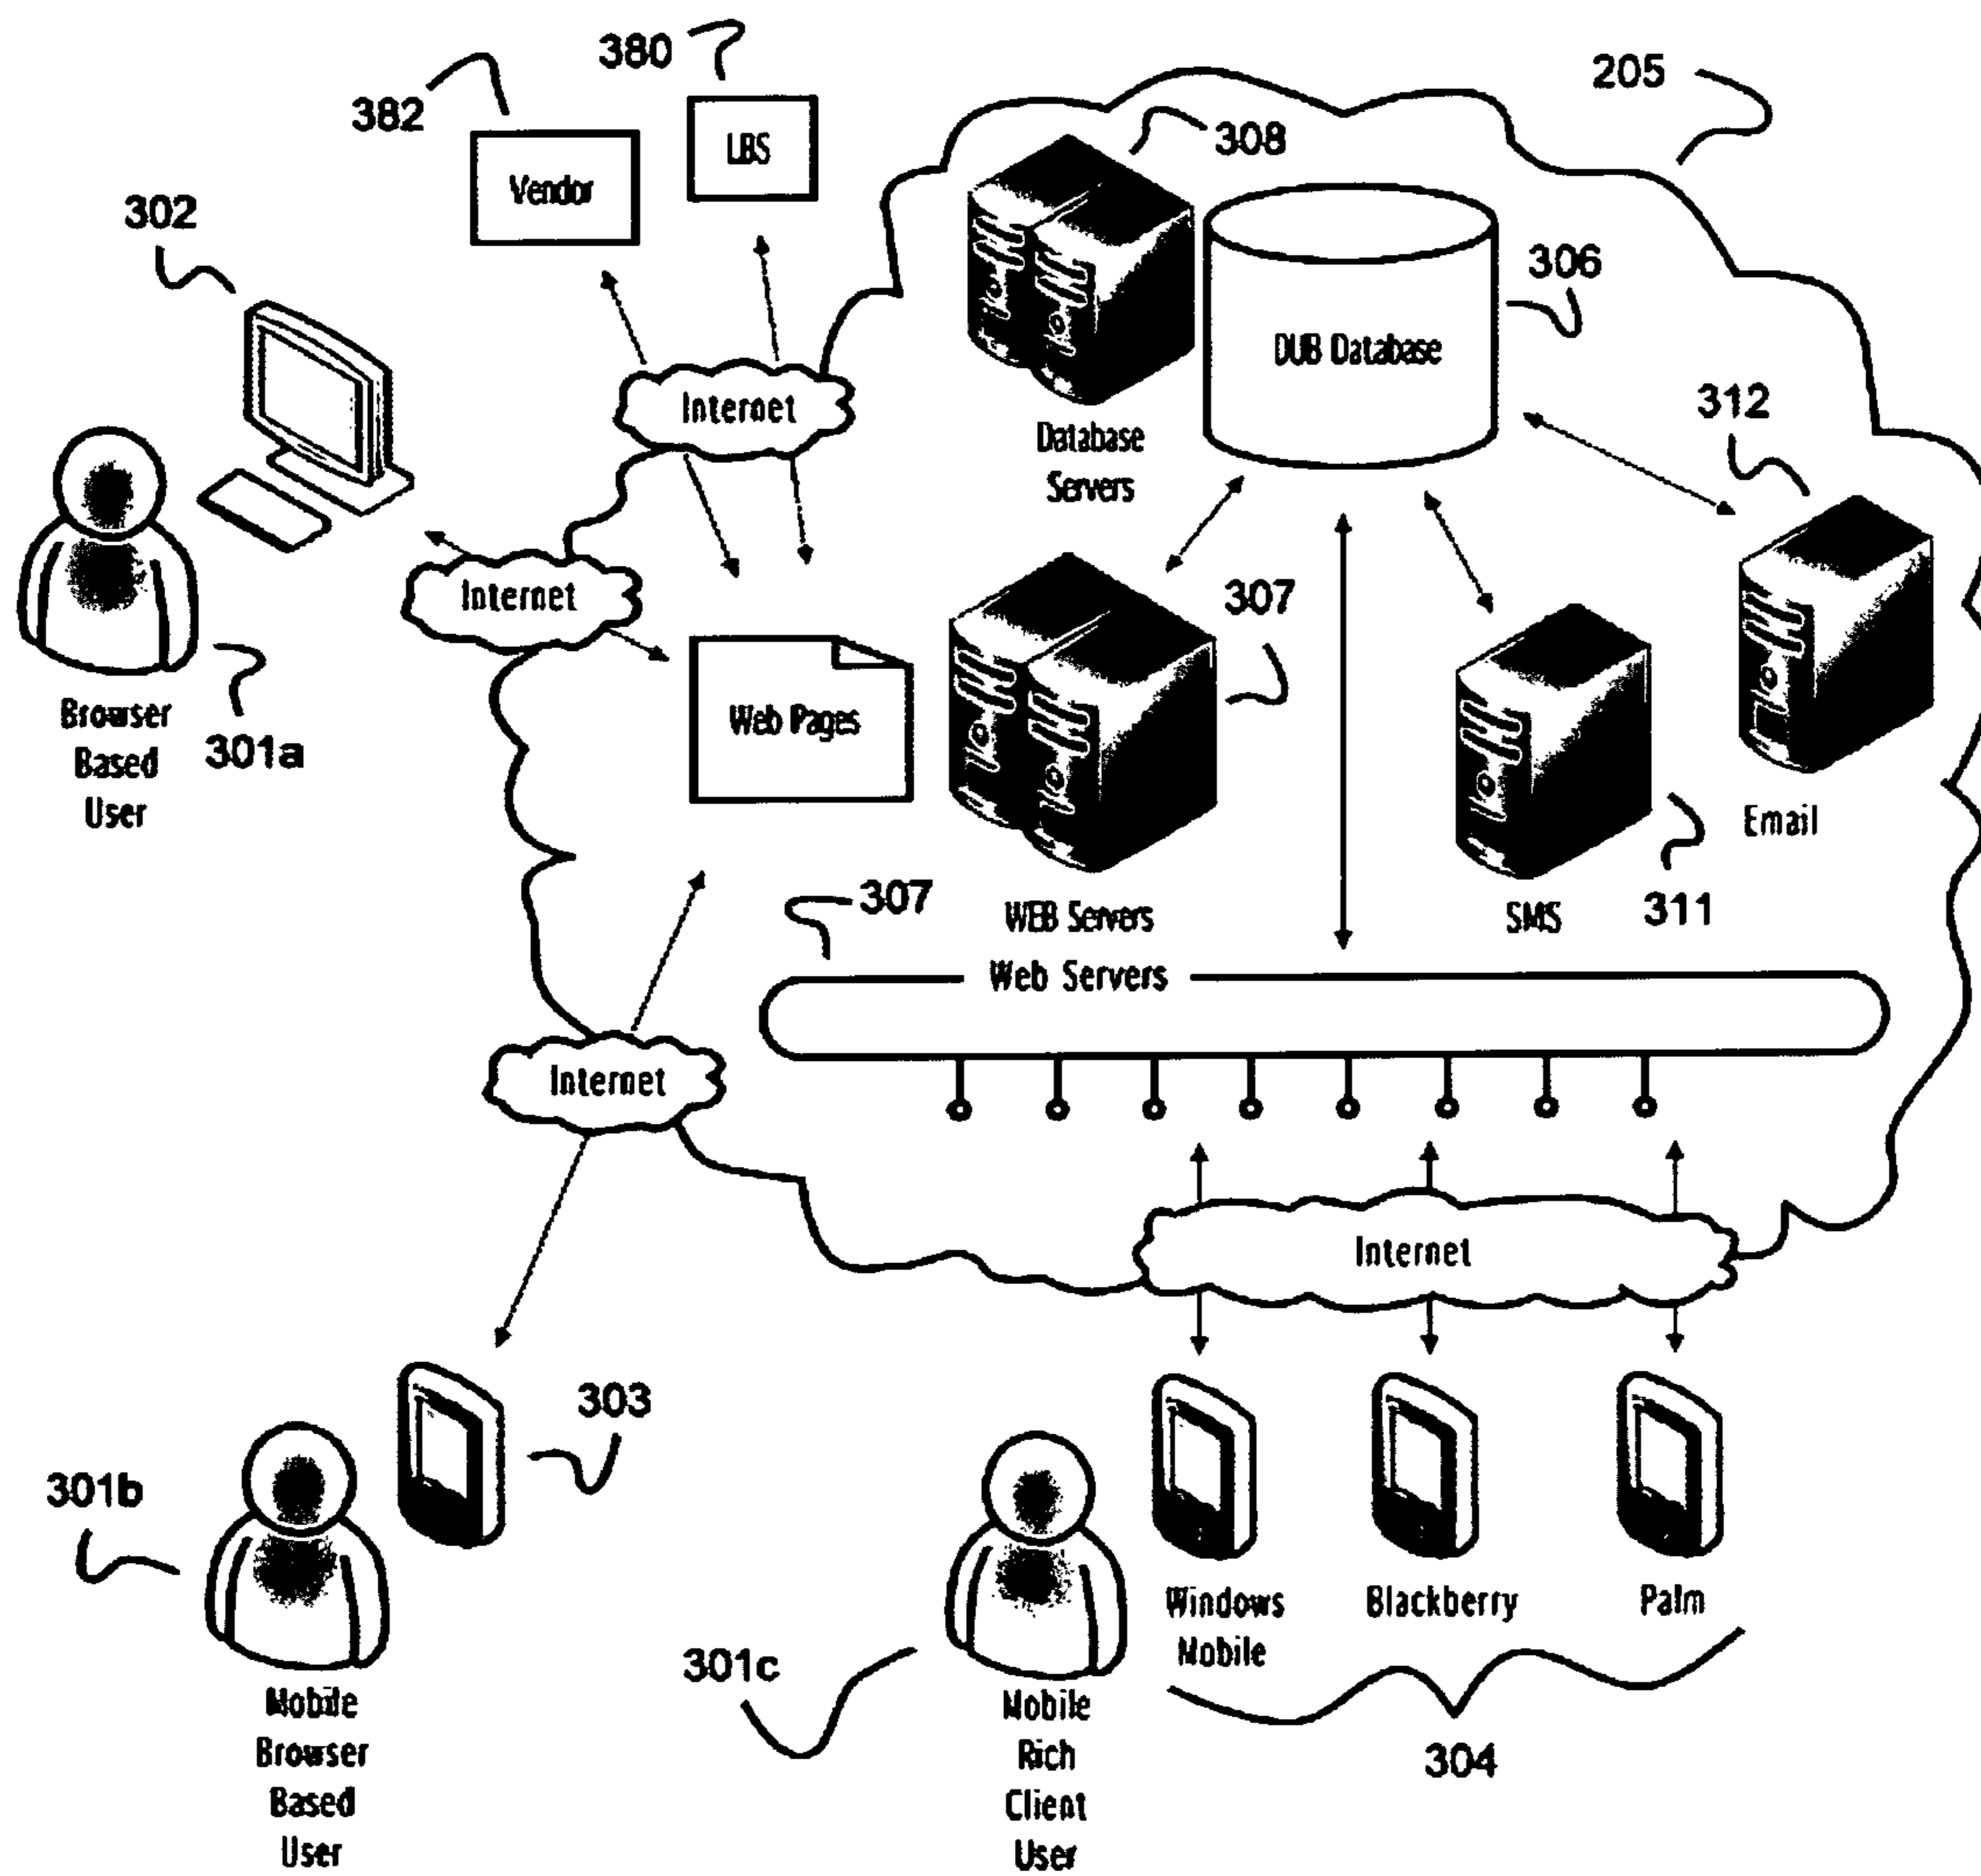 380
205
382
LBS
308
Vendor
302
306
DUB Database
312
Internet
Database
Servers
Internet
307
Web Pages
Browser
Based
User
301a
Email
307
WEB Servers
SMS
311
Web Servers
Internet
Internet
303
301b
Windows
Mobile
Blackberry
Palm
301c
Mobile
Browser
Based
User
Mobile
Rich
Client
User
304